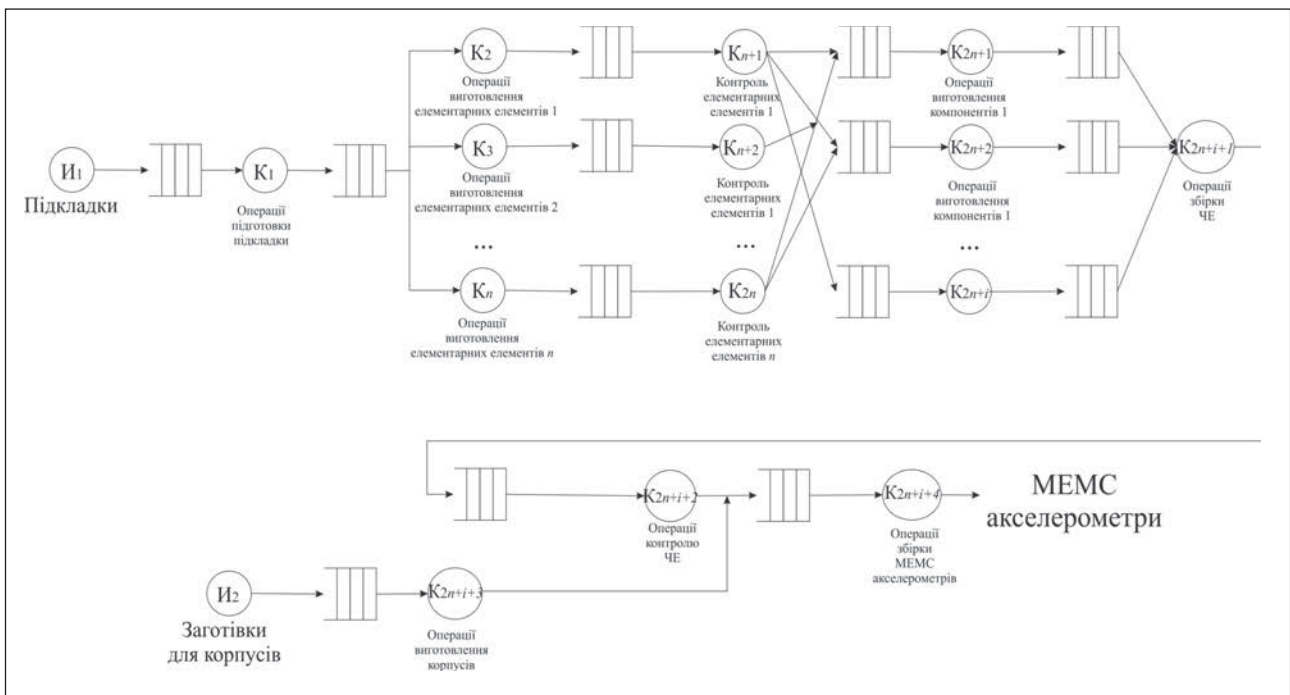 И1
Підкладки
К1
Операції
підготовки
підкладки
К2
Операції
виготовлення
елементарних елементів 1
К3
Операції
виготовлення
елементарних елементів 2
...
Кn
Операції
виготовлення
елементарних елементів n
Кn+1
Контроль
елементарних
елементів 1
Кn+2
Контроль
елементарних
елементів 1
...
К2n
Контроль
елементарних
елементів n
К2n+1
Операції
виготовлення
компонентів 1
К2n+2
Операції
виготовлення
компонентів 1
...
К2n+i
К2n+i+1
Операції
збірки
ЧЕ
К2n+i+2
Операції
контролю
ЧЕ
К2n+i+4
Операції
збірки
МЕМС
акселерометрів
МЕМС
акселерометри
И2
Заготівки
для корпусів
К2n+i+3
Операції
виготовлення
корпусів